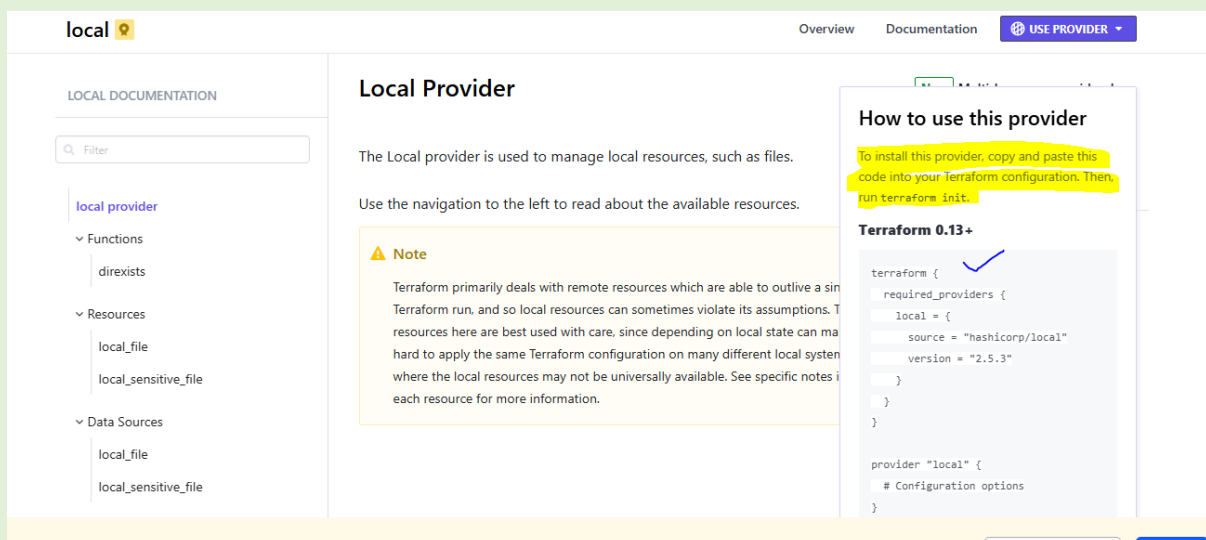 local
Overview
Documentation
USE PROVIDER
LOCAL DOCUMENTATION
Filter
local provider
Functions
direxists
Resources
local_file
local_sensitive_file
Data Sources
local_file
local_sensitive_file
Local Provider
The Local provider is used to manage local resources, such as files.
Use the navigation to the left to read about the available resources.
Note
Terraform primarily deals with remote resources which are able to outlive a
Terraform run, and so local resources can sometimes violate its assumptions.
resources here are best used with care, since depending on local state can
hard to apply the same Terraform configuration on many different local
where the local resources may not be universally available. See specific notes
each resource for more information.
How to use this provider
To install this provider, copy and paste this
code into your Terraform configuration. Then,
run terraform init.
Terraform 0.13+
terraform {
required_providers {
local = {
source = "hashicorp/local"
version = "2.5.3"
}
}
}
provider "local" {
# Configuration options
}